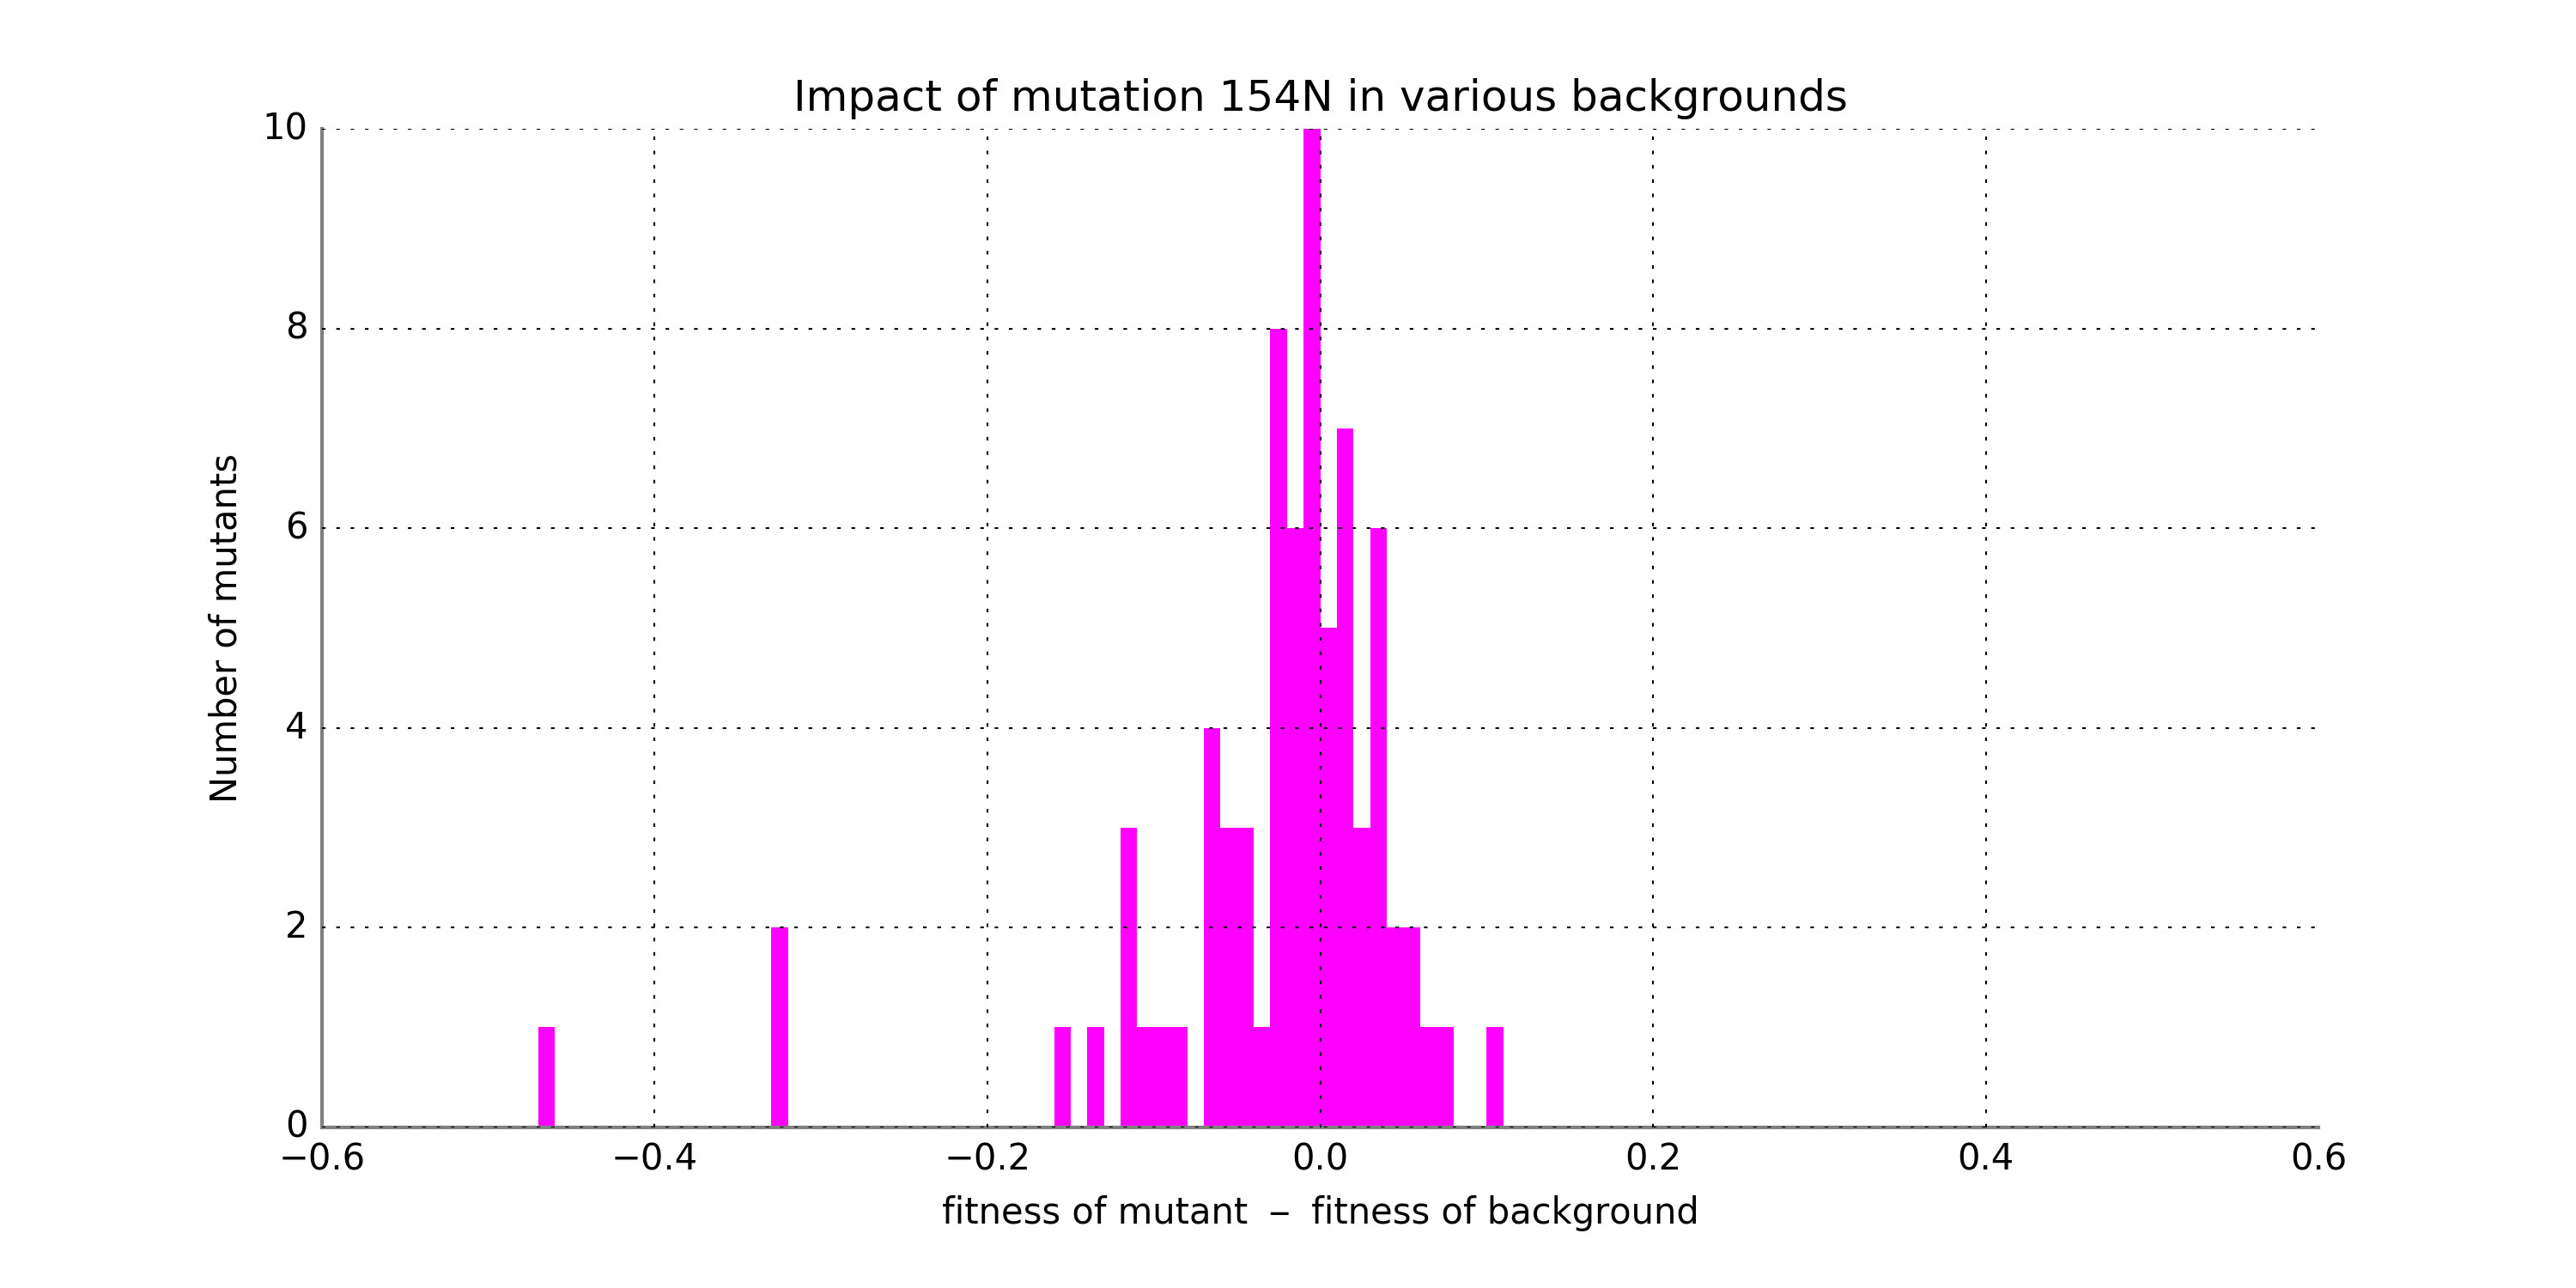 Impact of mutation 154N in various backgrounds
10
8
6
4
2
0
Number of mutants
−0.6 −0.4 −0.2 0.0 0.2 0.4 0.6
fitness of mutant − fitness of background